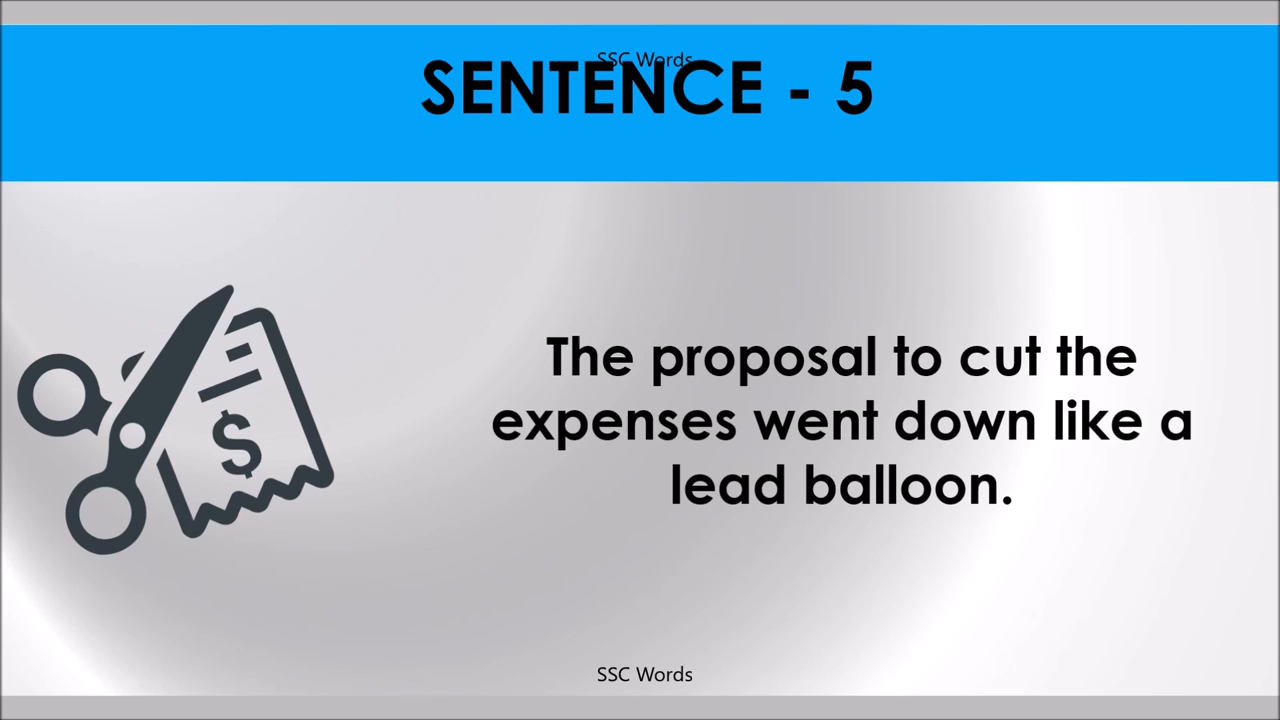 SSC Words
SENTENCE - 5
The proposal to cut the
expenses went down like a
lead balloon.
$
SSC Words